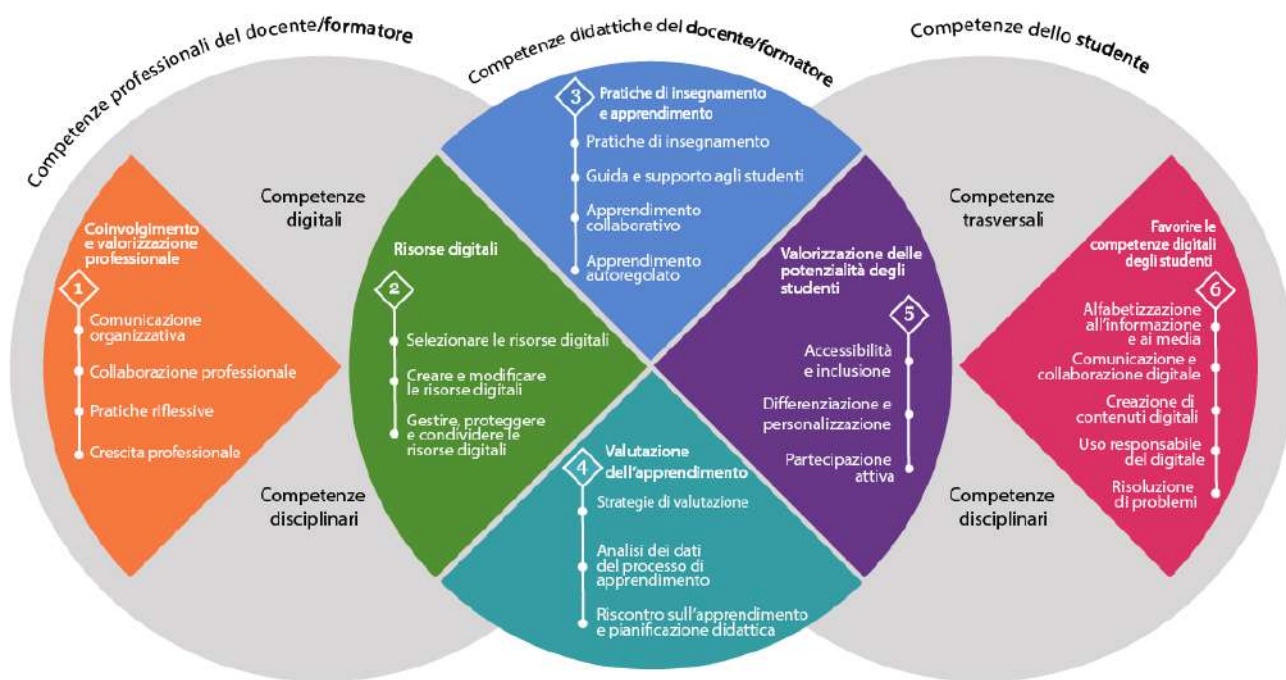 Competenze professionali del docente/formatore
Competenze didattiche del docente/formatore
Competenze dello studente
Competenze
digitali
Competenze
disciplinari
Coinvolgimento
e valorizzazione
professionale
1
Comunicazione
organizzativa
Collaborazione professionale
Pratiche riflessive
Crescita professionale
Risorse digitali
2
Selezionare le risorse digitali
Creare e modificare
le risorse digitali
Gestire, proteggere
e condividere le
risorse digitali
3
Pratiche di insegnamento
e apprendimento
Pratiche di insegnamento
Guida e supporto agli studenti
Apprendimento
collaborativo
Apprendimento
autoregolato
4
Valutazione
dell'apprendimento
Strategie di valutazione
Analisi dei dati
del processo di
apprendimento
Riscontro sull'apprendimento
e pianificazione didattica
Valorizzazione delle
potenzialità degli
studenti
5
Accessibilità
e inclusione
Differenziazione e
personalizzazione
Partecipazione
attiva
Competenze
trasversali
Competenze
disciplinari
Favorire le
competenze digitali
degli studenti
6
Alfabetizzazione
all'informazione
e ai media
Comunicazione e
collaborazione digitale
Creazione di
contenuti digitali
Uso responsabile
del digitale
Risoluzione
di problemi